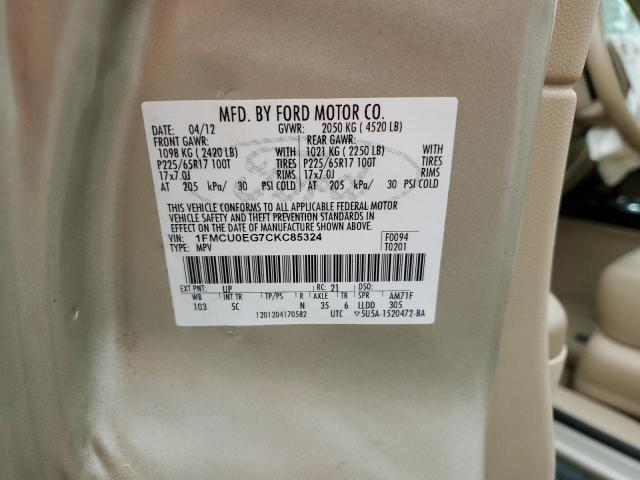 MFD. BY FORD MOTOR CO.
DATE: 04/12 GVWR: 2050 KG (4520 LB)
FRONT GAWR: REAR GAWR:
1098 KG (2420 LB) WITH 1021 KG (2250 LB) WITH
P225/65R17 100T TIRES P225/65R17 100T TIRES
17x7.0J RIMS 17x7.0J RIMS
AT 205 kPa/ 30 PSI COLD AT 205 kPa/ 30 PSI COLD
THIS VEHICLE CONFORMS TO ALL APPLICABLE FEDERAL MOTOR
VEHICLE SAFETY AND THEFT PREVENTION STANDARDS IN
EFFECT ON THE DATE OF MANUFACTURE SHOWN ABOVE.
VIN: 1FMCU0EG7CKC85324 F0094
TYPE: MPV T0201
EXT PNT: UP RC: 21 DSO:
WB INT TR TP/PS R AXLE TR SPR AM71F
103 5C N 35 6 LLDD 305
1201204170582 UTC ▽5U5A-1520472-BA